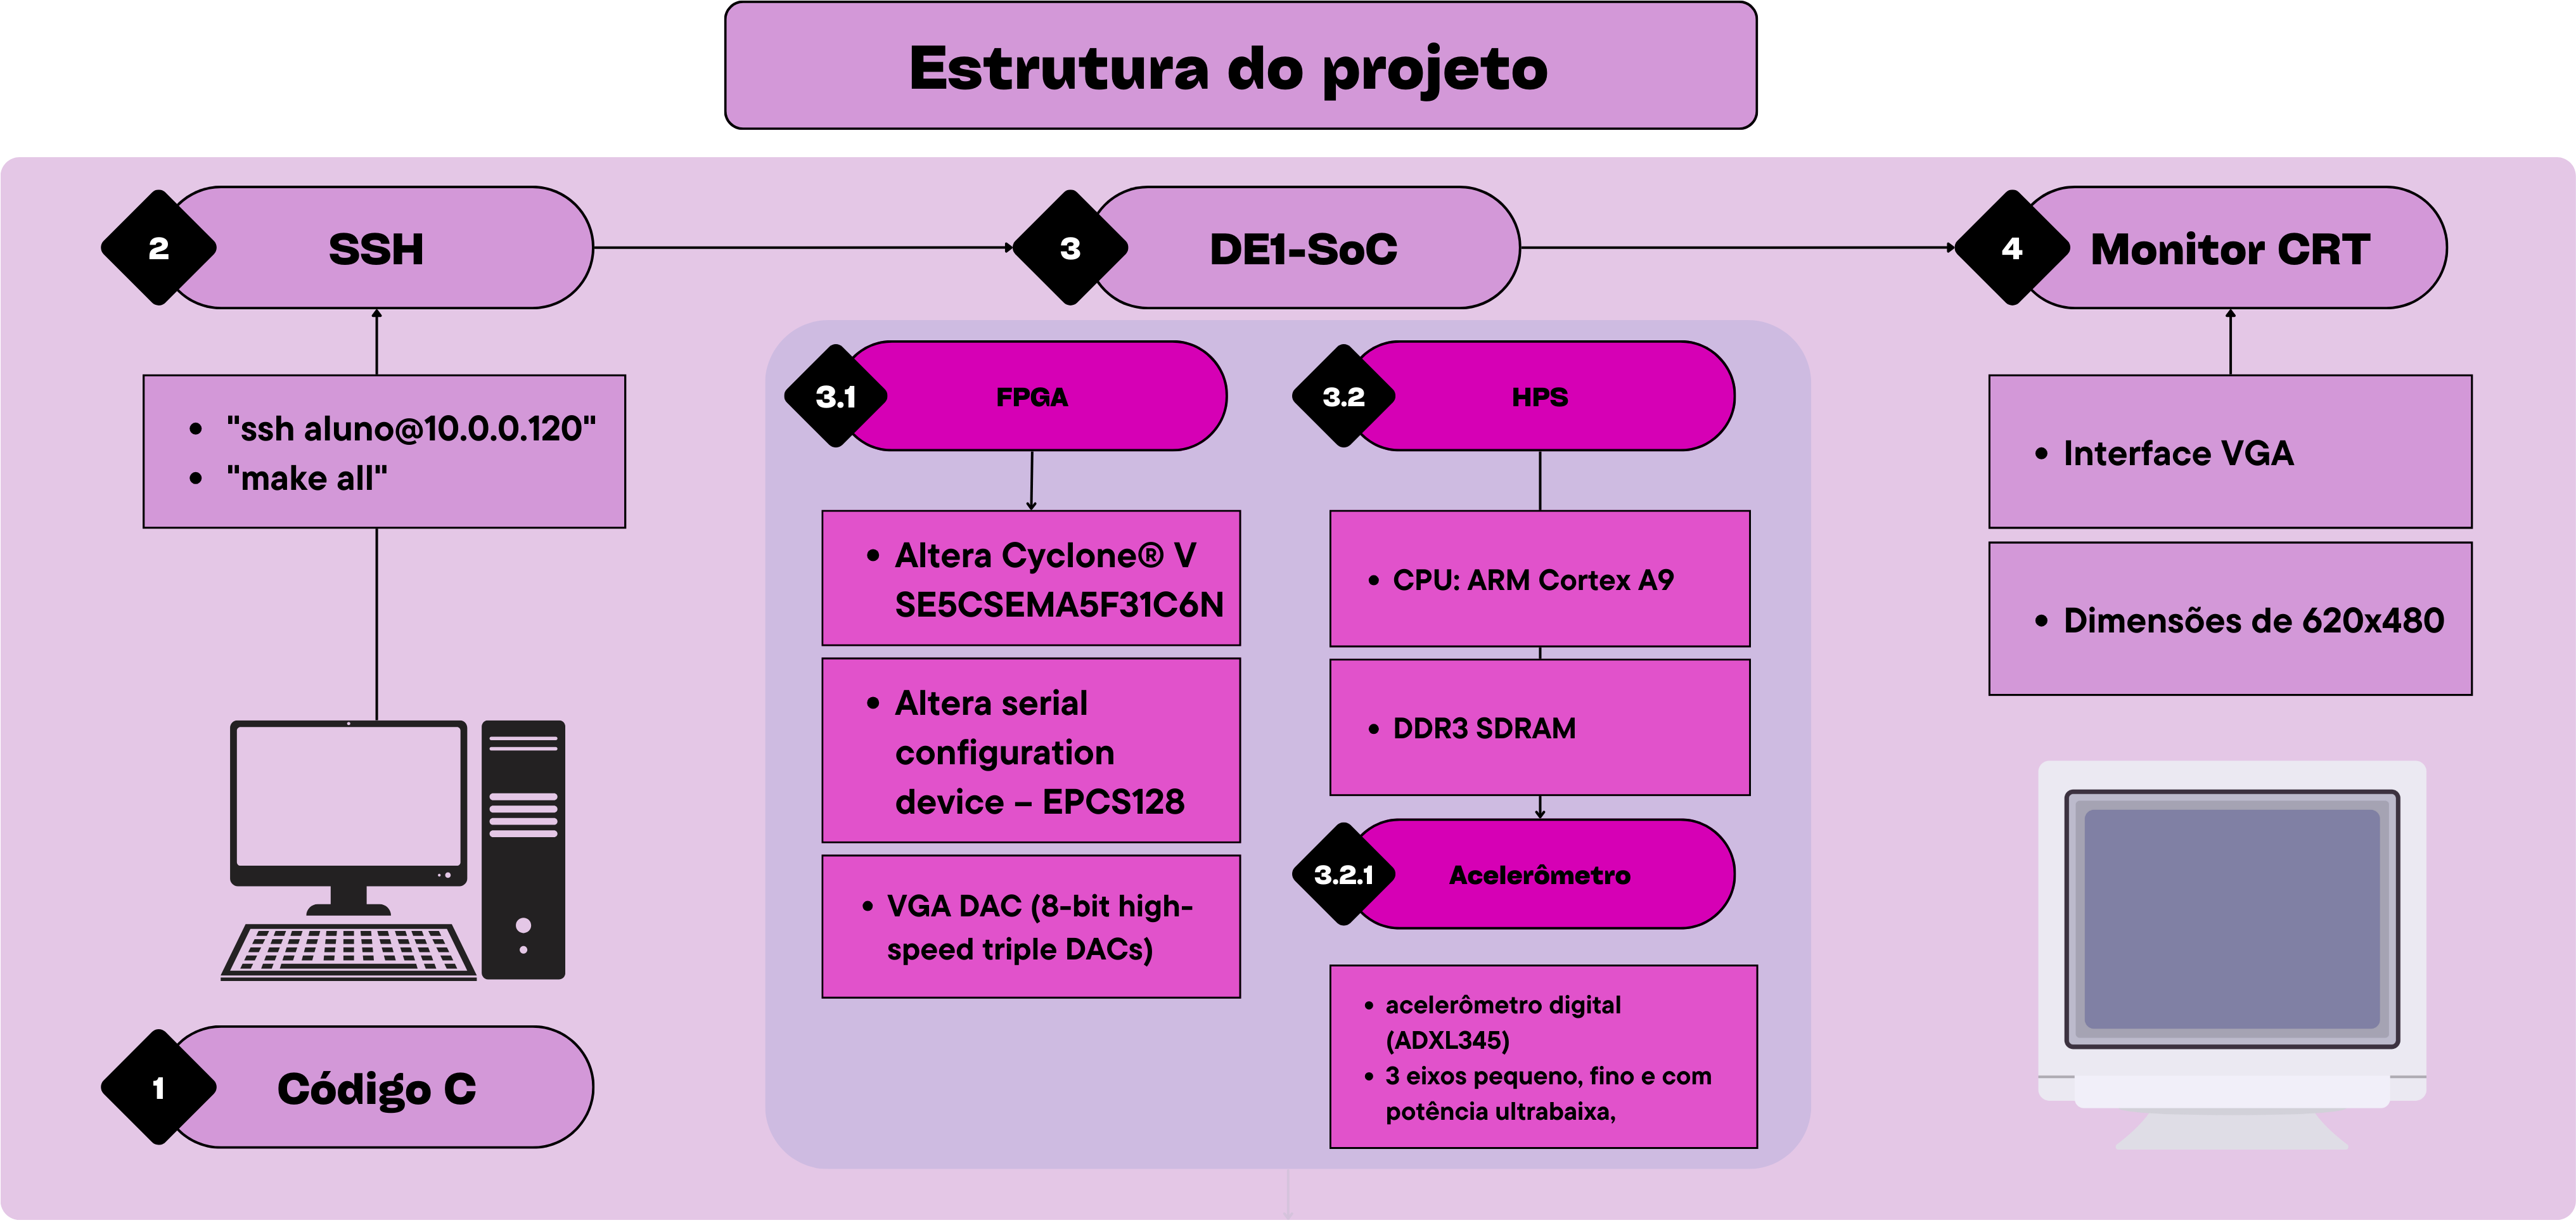 Estrutura do projeto
2
SSH
3
DE1-SoC
4
Monitor CRT
"ssh aluno@10.0.0.120"
"make all"
1
Código C
3.1
FPGA
Altera Cyclone® V
SE5CSEMA5F31C6N
Altera serial
configuration
device – EPCS128
VGA DAC (8-bit high-
speed triple DACs)
3.2
HPS
CPU: ARM Cortex A9
DDR3 SDRAM
3.2.1
Acelerômetro
acelerômetro digital
(ADXL345)
3 eixos pequeno, fino e com
potência ultrabaixa,
Interface VGA
Dimensões de 620x480